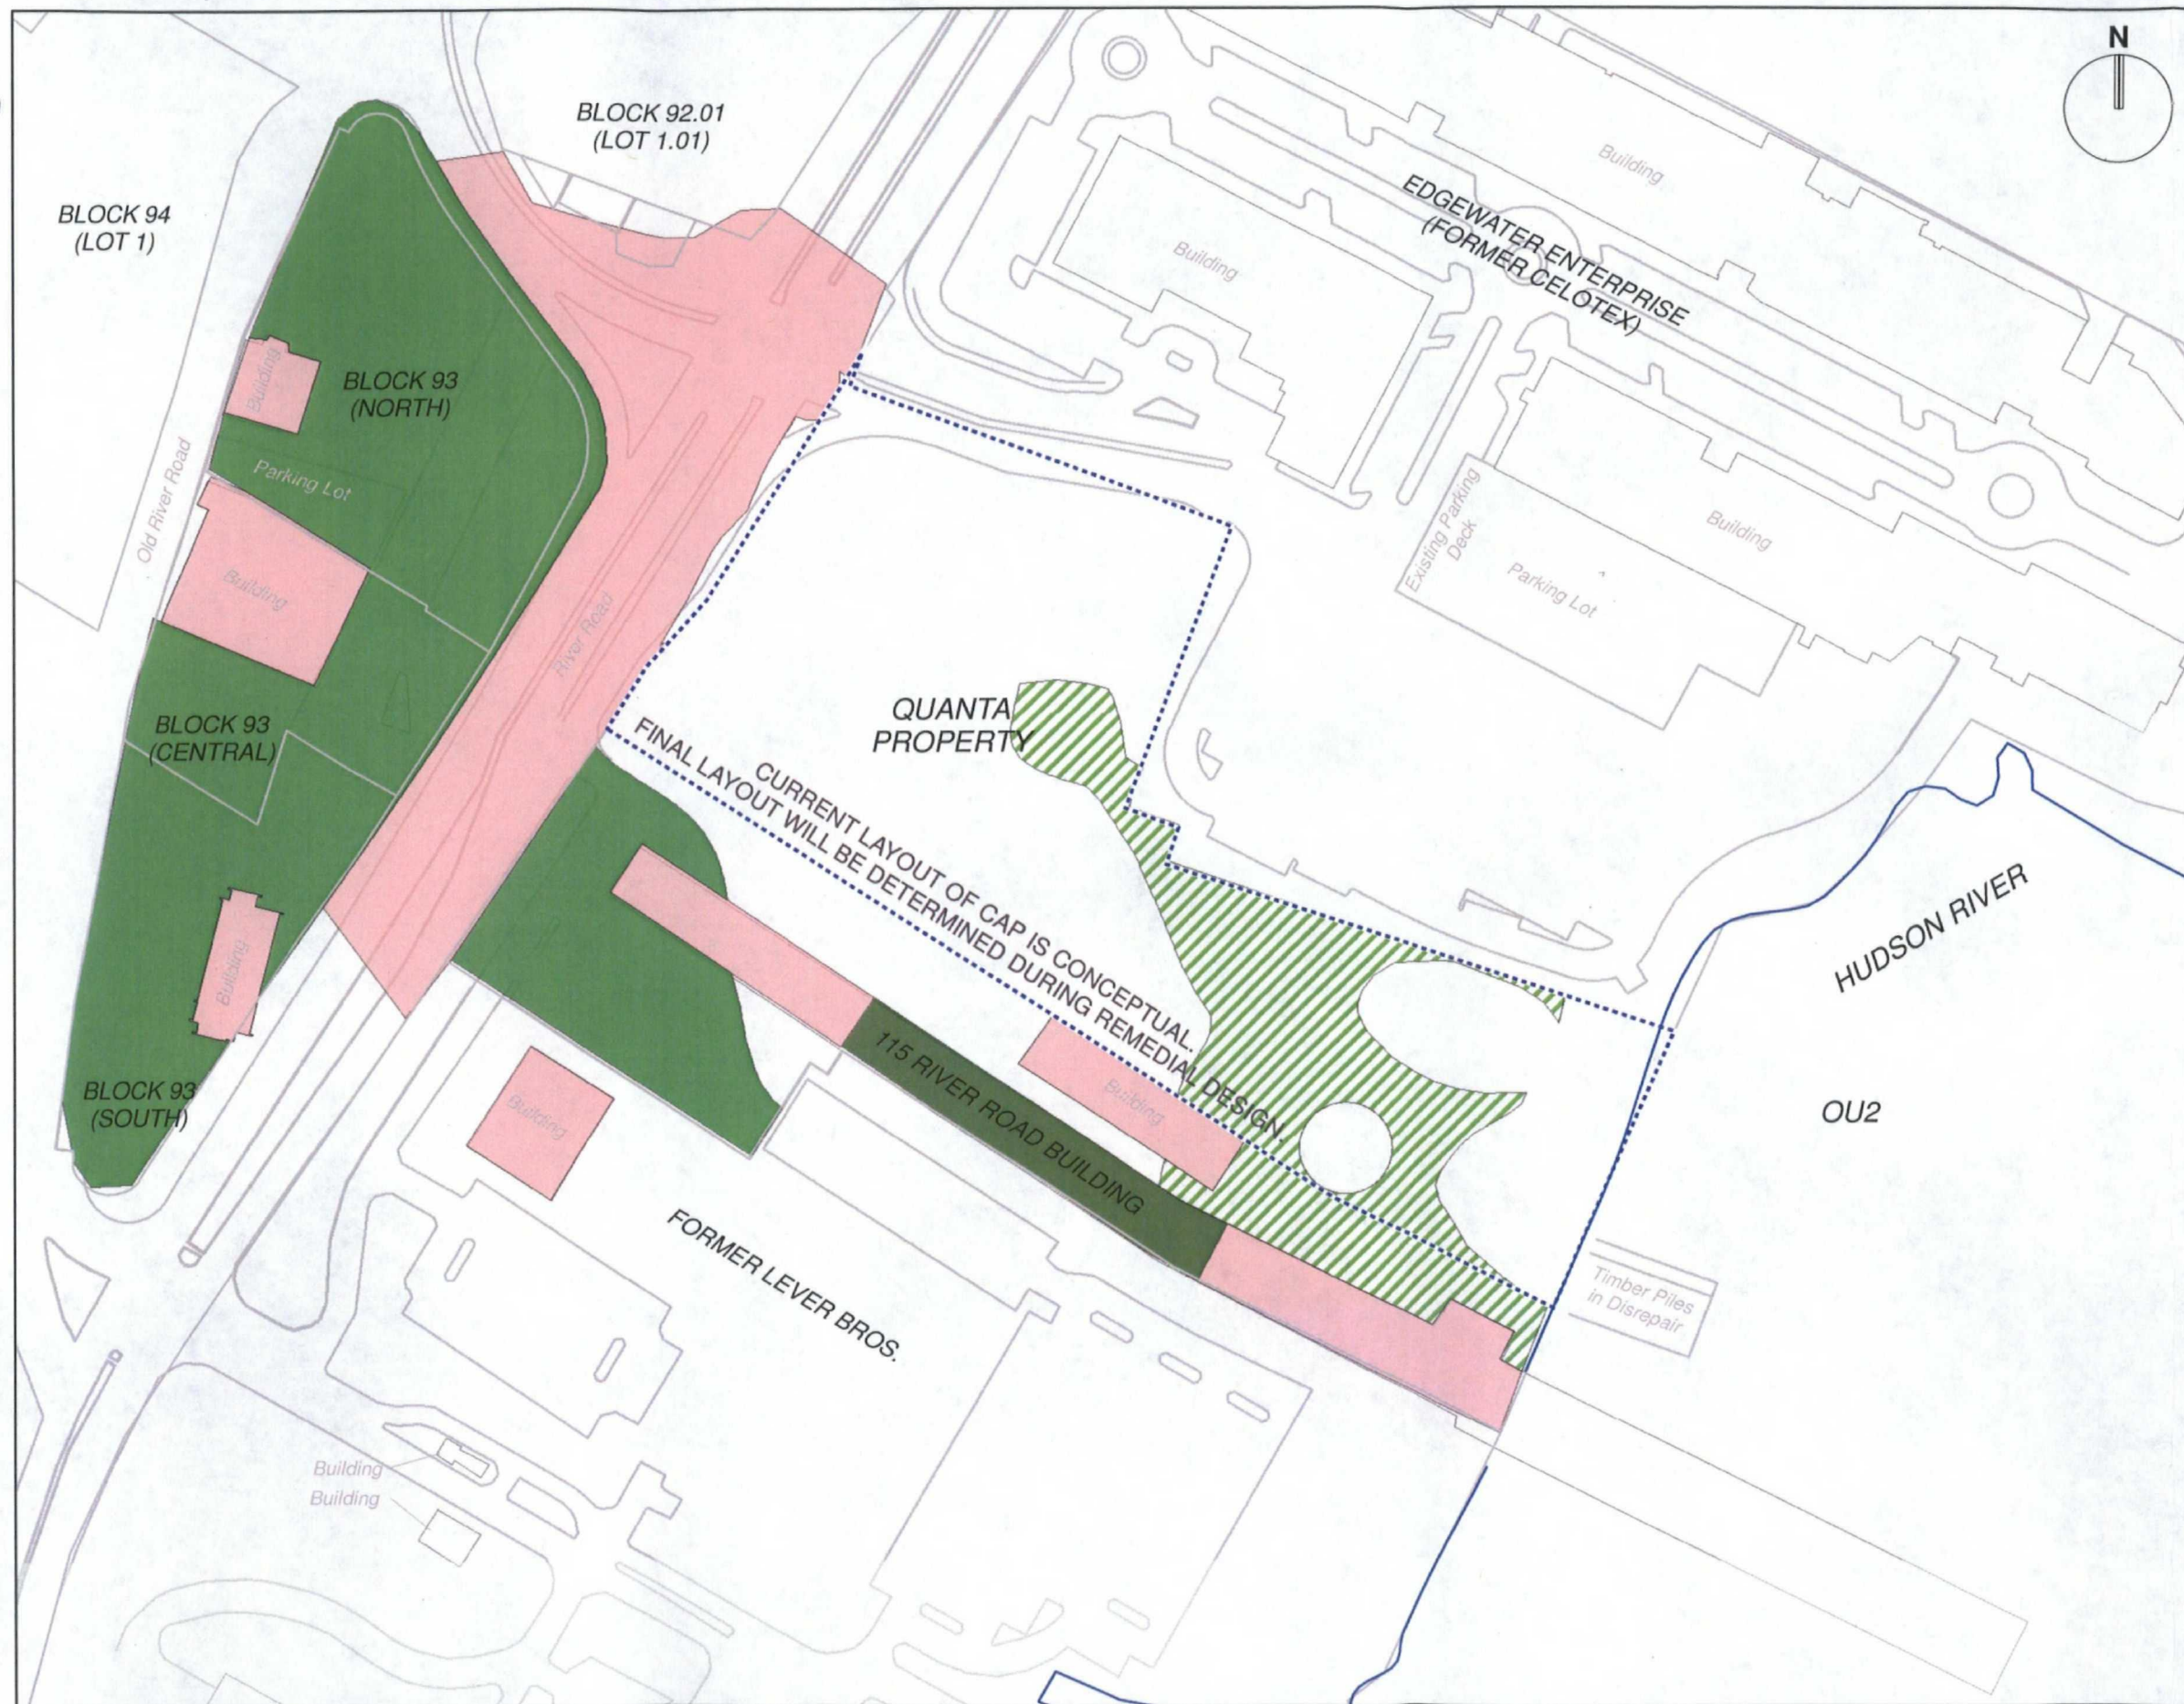 N
BLOCK 92.01
(LOT 1.01)
BLOCK 94
(LOT 1)
Building
EDGEWATER ENTERPRISE
(FORMER CELOTEX)
Building
Building
BLOCK 93
(NORTH)
Parking Lot
Old River Road
Existing Parking
Deck
Building
Parking Lot
Building
River Road
QUANTA
PROPERTY
BLOCK 93
(CENTRAL)
CURRENT LAYOUT OF CAP IS CONCEPTUAL.
FINAL LAYOUT WILL BE DETERMINED DURING REMEDIAL DESIGN.
HUDSON RIVER
Building
BLOCK 93
(SOUTH)
115 RIVER ROAD BUILDING
Building
Building
OU2
FORMER LEVER BROS.
Timber Piles
in Disrepair
Building
Building